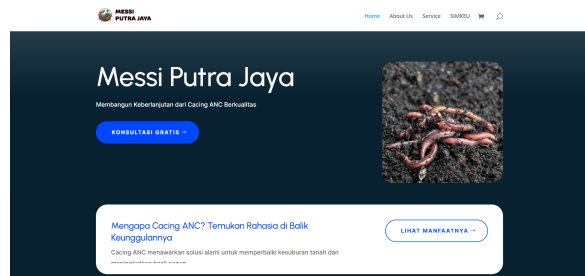 MESSI
PUTRA JAYA
Home About Us Service SIMKEU
Messi Putra Jaya
Membangun Keberlanjutan dari Cacing ANC Berkualitas
KONSULTASI GRATIS →
Mengapa Cacing ANC? Temukan Rahasia di Balik
Keunggulannya
LIHAT MANFAATNYA →
Cacing ANC menawarkan solusi alami untuk memperbaiki kesuburan tanah dan